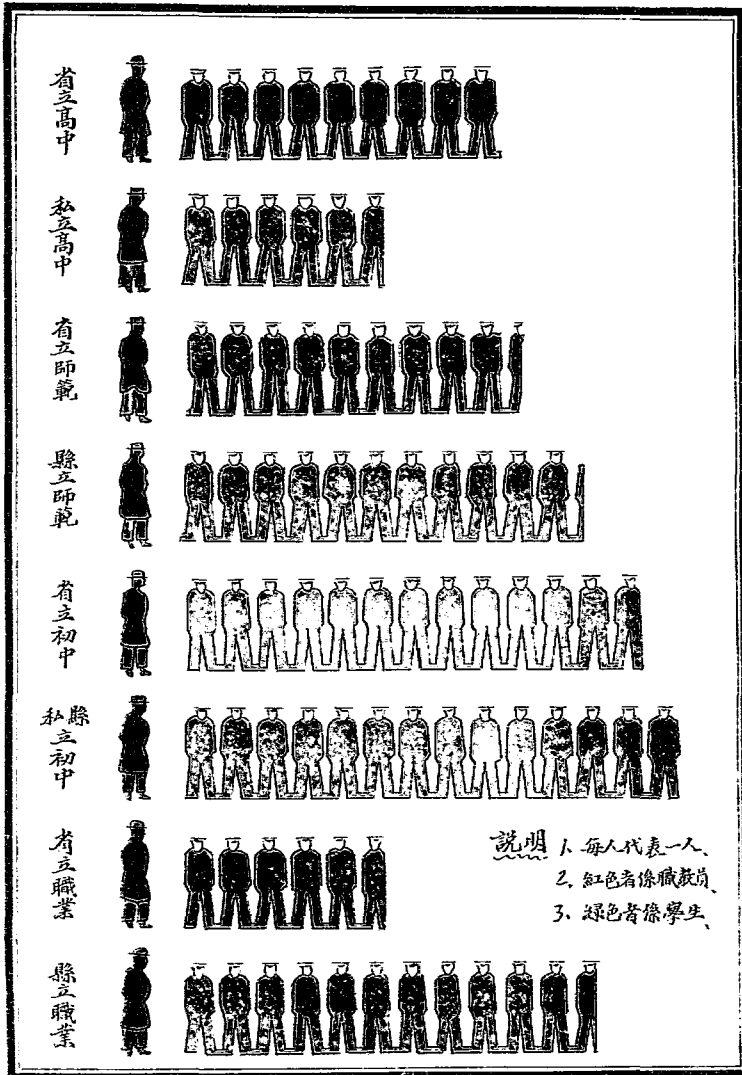 省立高中
私立高中
省立師範
縣立師範
省立初中
縣私立初中
省立職業
縣立職業
說明
1. 每人代表一人、
2. 紅色者係職教員、
3. 綠色者係學生、